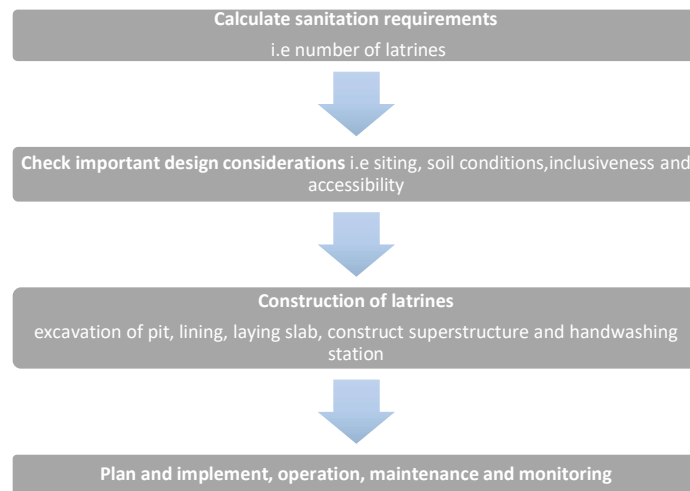 Calculate sanitation requirements
i.e number of latrines
Check important design considerations i.e siting, soil conditions,inclusiveness and
accessibility
Construction of latrines
excavation of pit, lining, laying slab, construct superstructure and handwashing
station
Plan and implement, operation, maintenance and monitoring